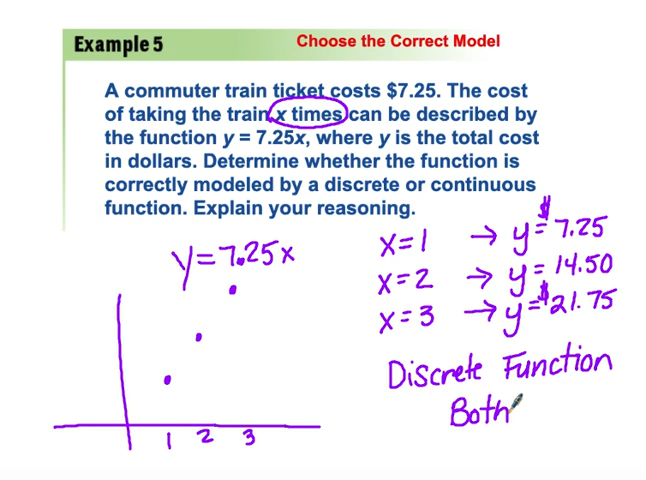 Example 5
Choose the Correct Model
A commuter train ticket costs $7.25. The cost
of taking the train x times can be described by
the function y = 7.25x, where y is the total cost
in dollars. Determine whether the function is
correctly modeled by a discrete or continuous
function. Explain your reasoning.
y=7.25x
x=1 → y=$7.25
x=2 → y=14.50
x=3 → y=$21.75
Discrete Function
Both
1 2 3